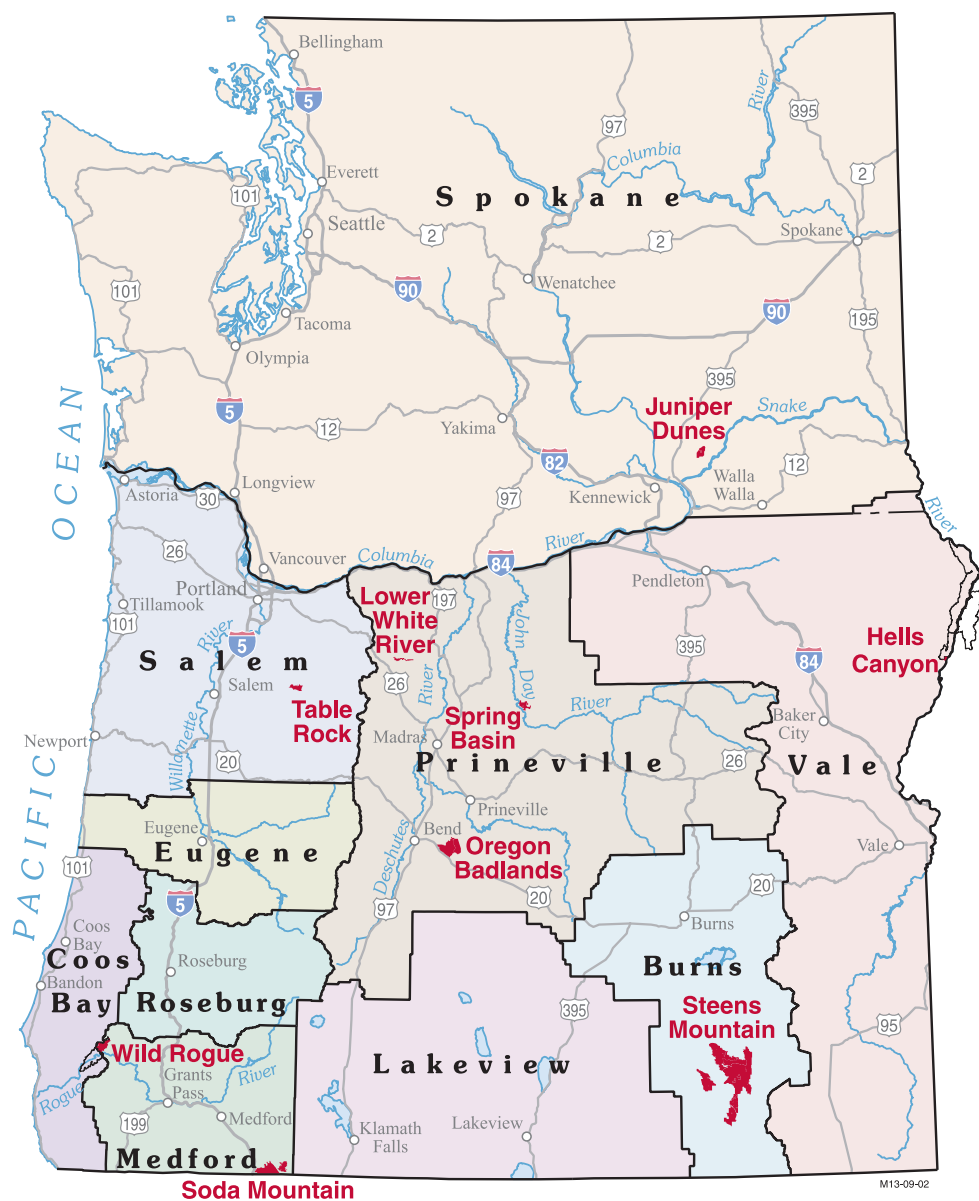 Bellingham
5
River
395
97
Columbia
2
Everett
101
Spokane
Seattle
2
2
Spokane
90
Wenatchee
101
Tacoma
90
195
Olympia
395
OCEAN
5
Juniper
Dunes
Snake
12
Yakima
82
Walla
Walla
12
97
Kennewick
Astoria
30
Longview
River
26
Vancouver
Columbia
River
84
Pendleton
Portland
Tillamook
101
Lower
White
River
197
John
Day
River
5
Salem
395
Hells
Canyon
84
26
River
Salem
Table
Rock
Spring
Basin
River
Baker
City
Newport
Madras
Willamette
20
Prineville
26
Vale
PACIFIC
Prineville
Eugene
Bend
Vale
Eugene
Oregon
Badlands
101
Deschutes
20
20
5
97
Coos
Bay
Burns
Coos
Bay
Roseburg
Burns
Bandon
Roseburg
Steens
Mountain
395
95
Wild Rogue
Lakeview
Grants
Pass
River
Rogue
Medford
199
Klamath
Falls
Lakeview
Medford
Soda Mountain
M13-09-02